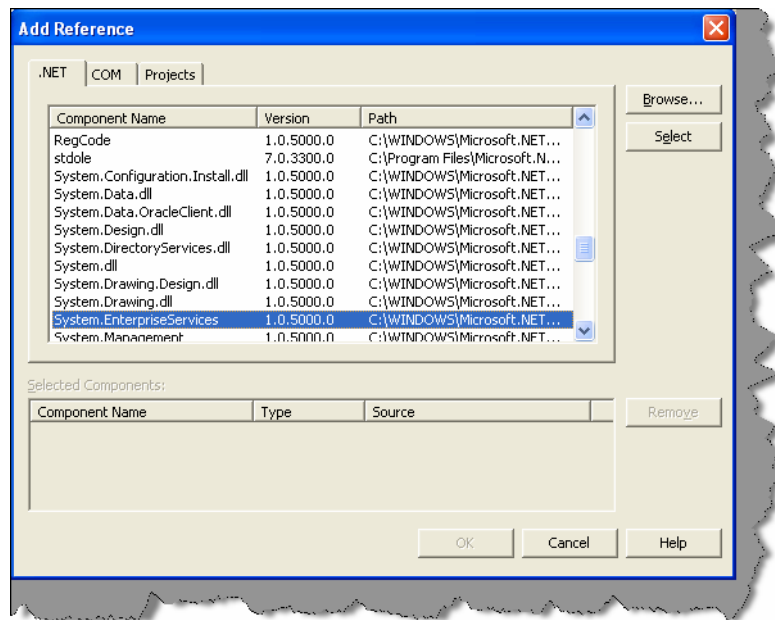 Add Reference
.NET COM Projects
Browse...
Component Name Version Path
Select
RegCode 1.0.5000.0 C:\WINDOWS\Microsoft.NET...
stdole 7.0.3300.0 C:\Program Files\Microsoft.N...
System.Configuration.Install.dll 1.0.5000.0 C:\WINDOWS\Microsoft.NET...
System.Data.dll 1.0.5000.0 C:\WINDOWS\Microsoft.NET...
System.Data.OracleClient.dll 1.0.5000.0 C:\WINDOWS\Microsoft.NET...
System.Design.dll 1.0.5000.0 C:\WINDOWS\Microsoft.NET...
System.DirectoryServices.dll 1.0.5000.0 C:\WINDOWS\Microsoft.NET...
System.dll 1.0.5000.0 C:\WINDOWS\Microsoft.NET...
System.Drawing.Design.dll 1.0.5000.0 C:\WINDOWS\Microsoft.NET...
System.Drawing.dll 1.0.5000.0 C:\WINDOWS\Microsoft.NET...
System.EnterpriseServices 1.0.5000.0 C:\WINDOWS\Microsoft.NET...
System.Management 1.0.5000.0 C:\WINDOWS\Microsoft.NET...
Selected Components:
Component Name Type Source
Remove
OK Cancel Help